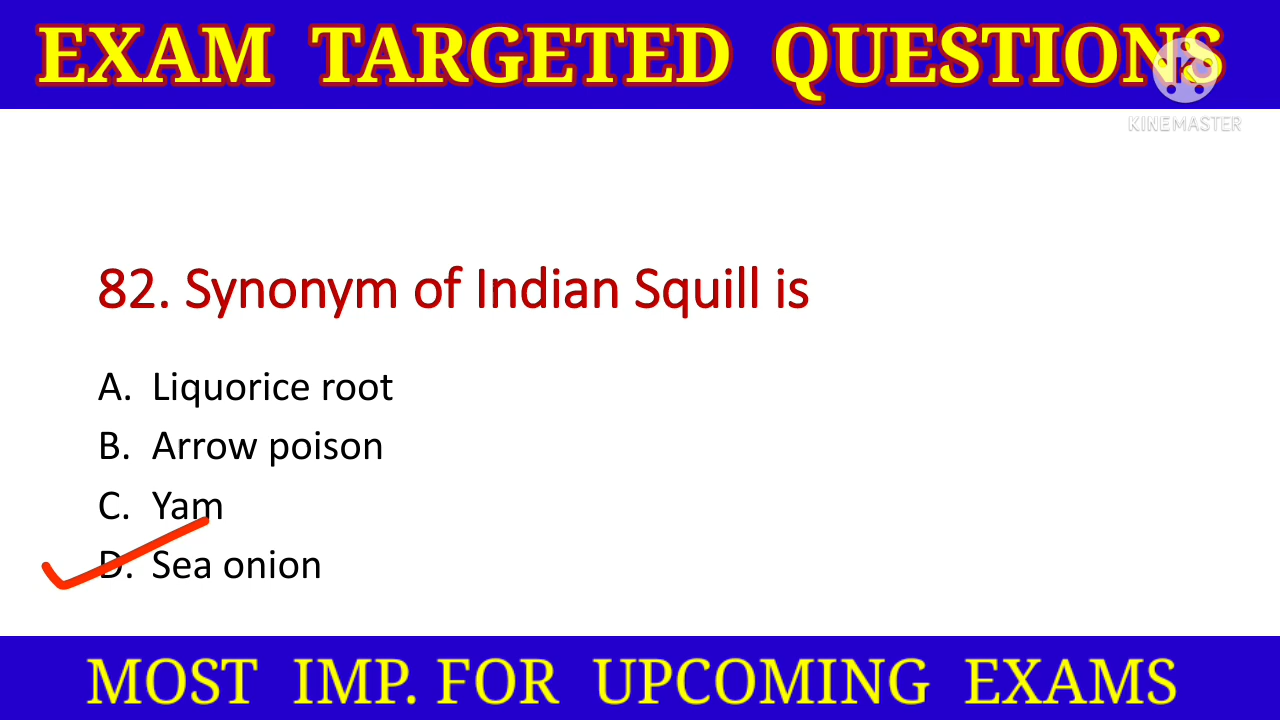 EXAM TARGETED QUESTIONS
KINEMASTER
82. Synonym of Indian Squill is
A. Liquorice root
B. Arrow poison
C. Yam
D. Sea onion
MOST IMP. FOR UPCOMING EXAMS